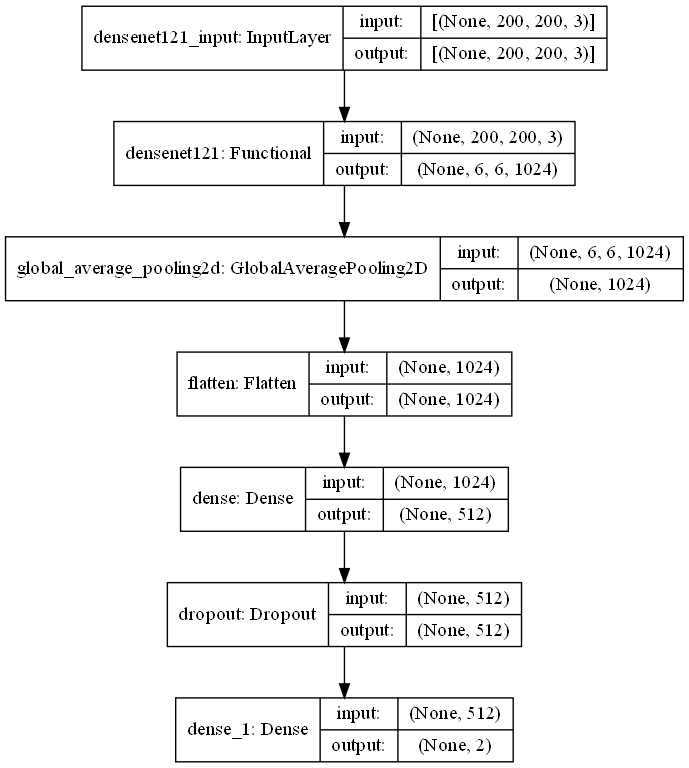 densenet121_input: InputLayer
input:
[(None, 200, 200, 3)]
output:
[(None, 200, 200, 3)]
densenet121: Functional
input:
(None, 200, 200, 3)
output:
(None, 6, 6, 1024)
global_average_pooling2d: GlobalAveragePooling2D
input:
(None, 6, 6, 1024)
output:
(None, 1024)
flatten: Flatten
input:
(None, 1024)
output:
(None, 1024)
dense: Dense
input:
(None, 1024)
output:
(None, 512)
dropout: Dropout
input:
(None, 512)
output:
(None, 512)
dense_1: Dense
input:
(None, 512)
output:
(None, 2)